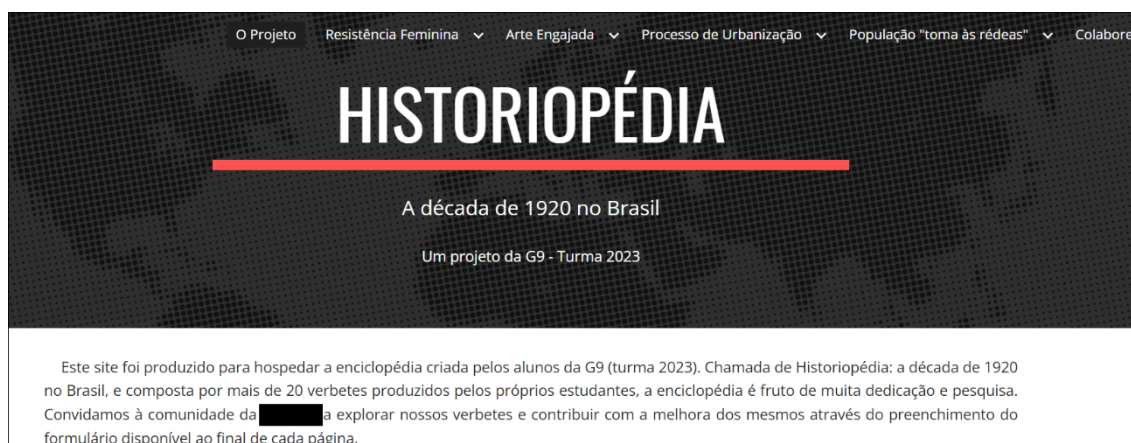 O Projeto Resistência Feminina Arte Engajada Processo de Urbanização População "toma às rédeas" Colabore
HISTORIOPÉDIA
A década de 1920 no Brasil
Um projeto da G9 - Turma 2023
Este site foi produzido para hospedar a enciclopédia criada pelos alunos da G9 (turma 2023). Chamada de Historiopédia: a década de 1920
no Brasil, e composta por mais de 20 verbetes produzidos pelos próprios estudantes, a enciclopédia é fruto de muita dedicação e pesquisa.
Convidamos à comunidade da a explorar nossos verbetes e contribuir com a melhora dos mesmos através do preenchimento do
formulário disponível ao final de cada página.